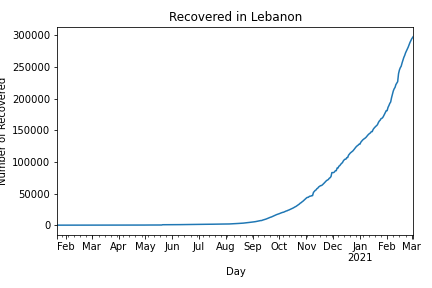 Recovered in Lebanon
300000
250000
200000
150000
100000
50000
0
Number of Recovered
Feb Mar Apr May Jun Jul Aug Sep Oct Nov Dec Jan Feb Mar
2021
Day